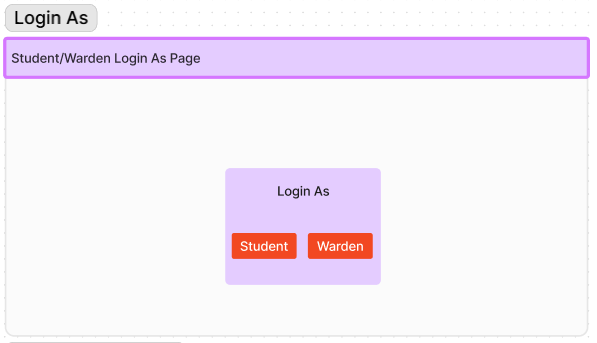 Login As
Student/Warden Login As Page
Login As
Student Warden